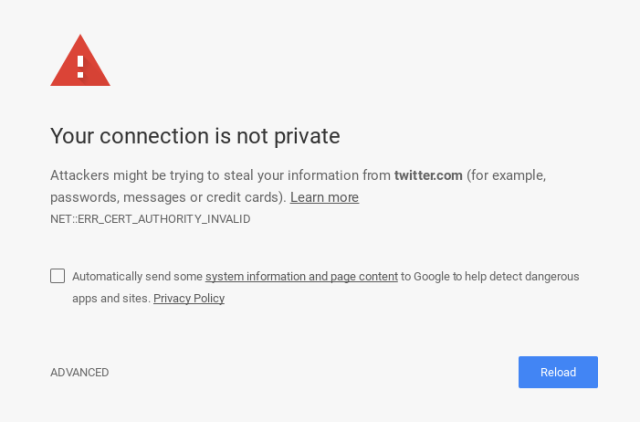 Your connection is not private
Attackers might be trying to steal your information from twitter.com (for example,
passwords, messages or credit cards). Learn more
NET::ERR_CERT_AUTHORITY_INVALID
Automatically send some system information and page content to Google to help detect dangerous
apps and sites. Privacy Policy
ADVANCED
Reload